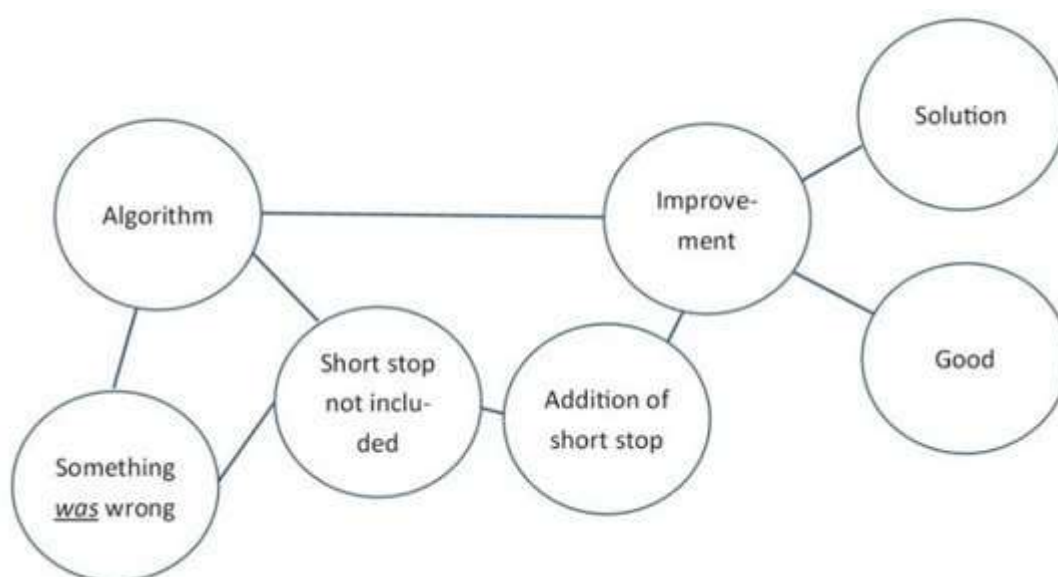 Solution
Algorithm
Improve-
ment
Short stop
not inclu-
ded
Addition of
short stop
Good
Something
was wrong